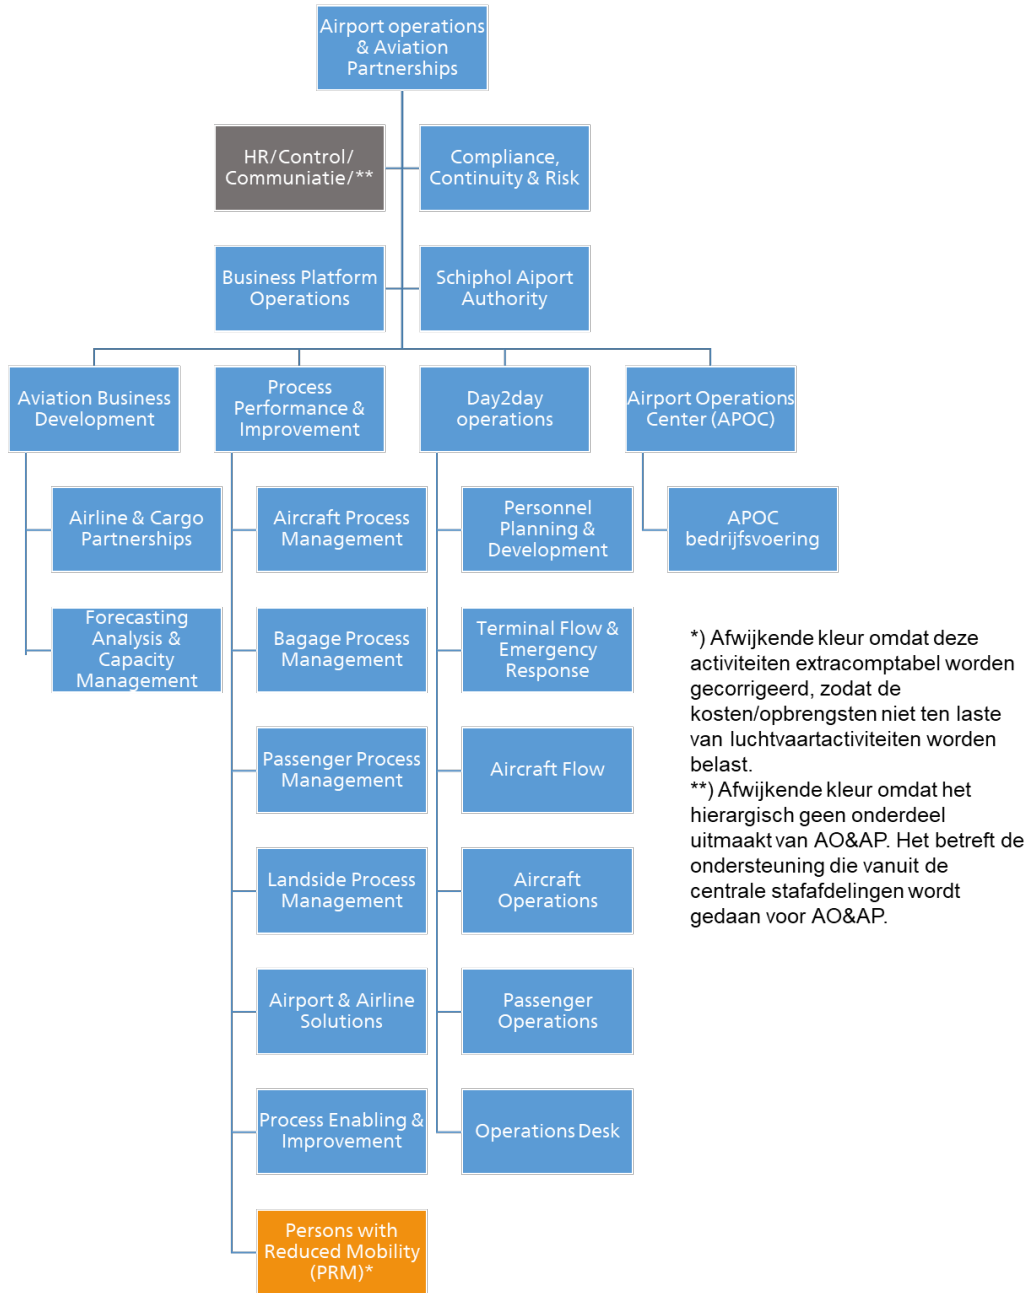 Airport operations
& Aviation
Partnerships
HR/Control/
Communiatie/**
Compliance,
Continuity & Risk
Business Platform
Operations
Schiphol Aiport
Authority
Aviation Business
Development
Process
Performance &
Improvement
Day2day
operations
Airport Operations
Center (APOC)
Airline & Cargo
Partnerships
Aircraft Process
Management
Personnel
Planning &
Development
APOC
bedrijfsvoering
Forecasting
Analysis &
Capacity
Management
Bagage Process
Management
Terminal Flow &
Emergency
Response
Passenger Process
Management
Aircraft Flow
Landside Process
Management
Aircraft
Operations
Airport & Airline
Solutions
Passenger
Operations
Process Enabling &
Improvement
Operations Desk
Persons with
Reduced Mobility
(PRM)*
*) Afwijkende kleur omdat deze
activiteiten extracomptabel worden
gecorrigeerd, zodat de
kosten/opbrengsten niet ten laste
van luchtvaartactiviteiten worden
belast.
**) Afwijkende kleur omdat het
hierargisch geen onderdeel
uitmaakt van AO&AP. Het betreft de
ondersteuning die vanuit de
centrale stafafdelingen wordt
gedaan voor AO&AP.